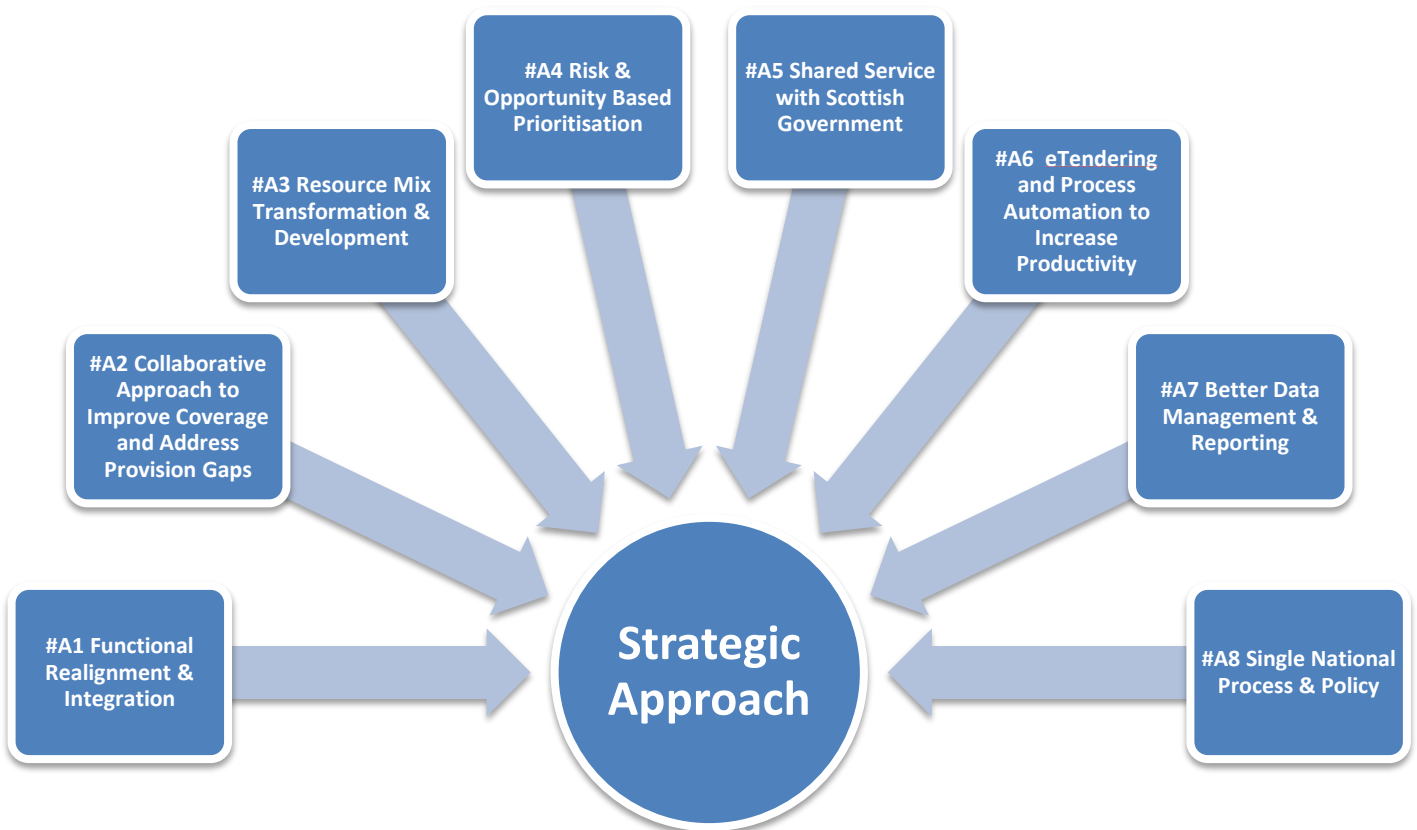 #A1 Functional
Realignment &
Integration
#A2 Collaborative
Approach to
Improve Coverage
and Address
Provision Gaps
#A3 Resource Mix
Transformation &
Development
#A4 Risk &
Opportunity Based
Prioritisation
#A5 Shared Service
with Scottish
Government
#A6  eTendering
and Process
Automation to
Increase
Productivity
#A7 Better Data
Management &
Reporting
#A8 Single National
Process & Policy
Strategic
Approach